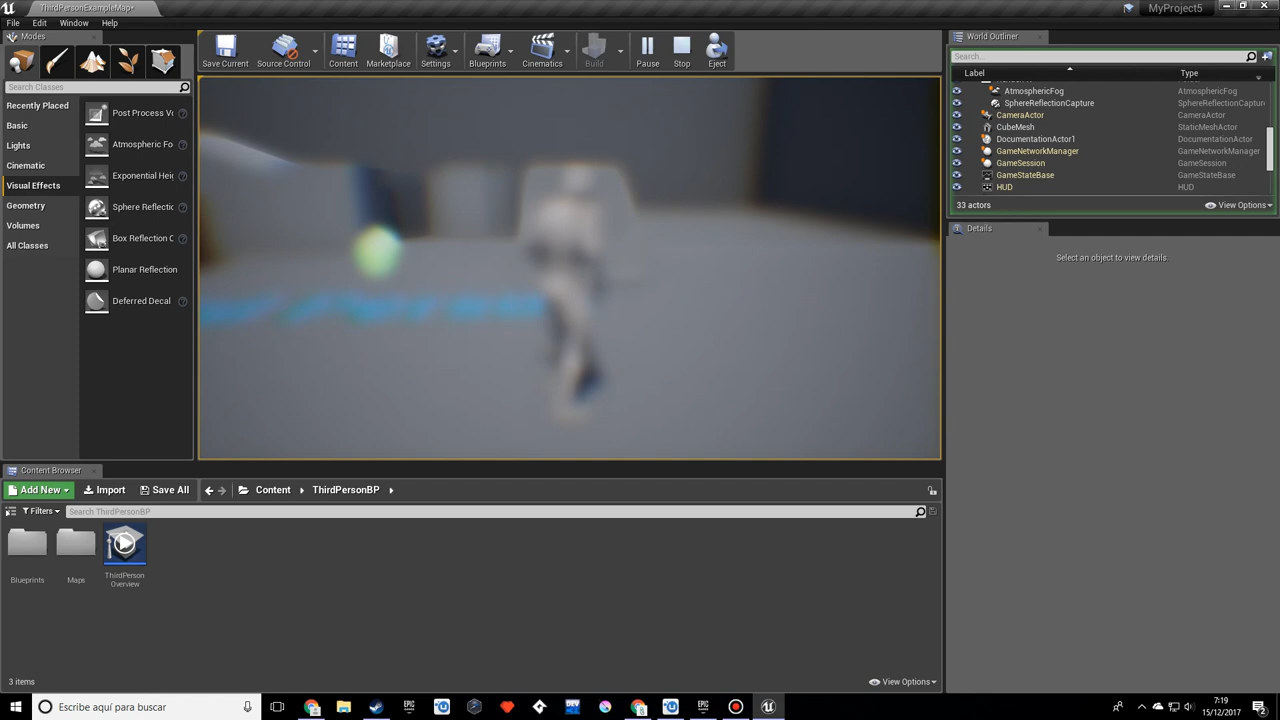 ThirdPersonExampleMap*
MyProject5
File Edit Window Help
Modes
Search Classes
Recently Placed
Basic
Lights
Cinematic
Visual Effects
Geometry
Volumes
All Classes
Post Process Vo
Atmospheric Fo
Exponential Heig
Sphere Reflectio
Box Reflection C
Planar Reflection
Deferred Decal
Save Current
Source Control
Content
Marketplace
Settings
Blueprints
Cinematics
Build
Pause
Stop
Eject
World Outliner
Search...
Label Type
AtmosphericFog AtmosphericFog
SphereReflectionCapture SphereReflectionCaptur
CameraActor CameraActor
CubeMesh StaticMeshActor
DocumentationActor1 DocumentationActor
GameNetworkManager GameNetworkManager
GameSession GameSession
GameStateBase GameStateBase
HUD HUD
33 actors View Options
Details
Select an object to view details.
Content Browser
Add New Import Save All Content ThirdPersonBP
Filters Search ThirdPersonBP
Blueprints
Maps
ThirdPerson
Overview
3 items View Options
Escribe aquí para buscar
EPIC
DEV
EPIC
7:19
15/12/2017
2